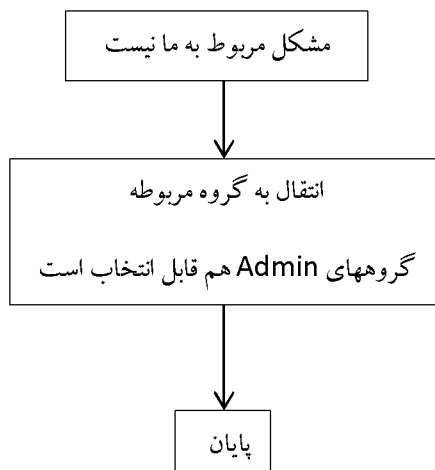 مشکل مربوط به ما نیست
انتقال به گروه مربوطه
گروههای Admin هم قابل انتخاب است
پایان